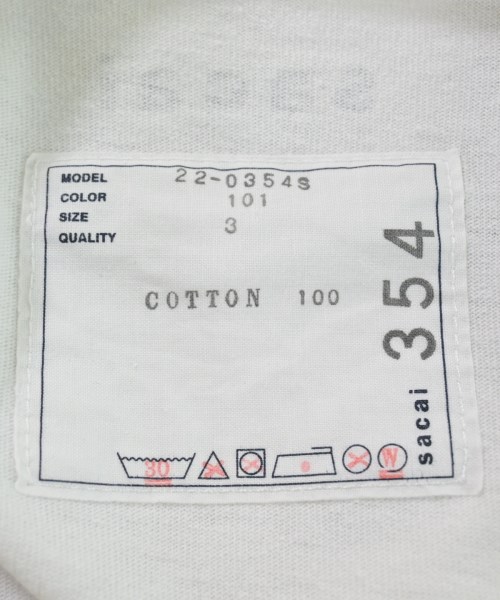 MODEL 22-0354S
COLOR 101
SIZE 3
QUALITY
COTTON 100
354
sacai
30
W